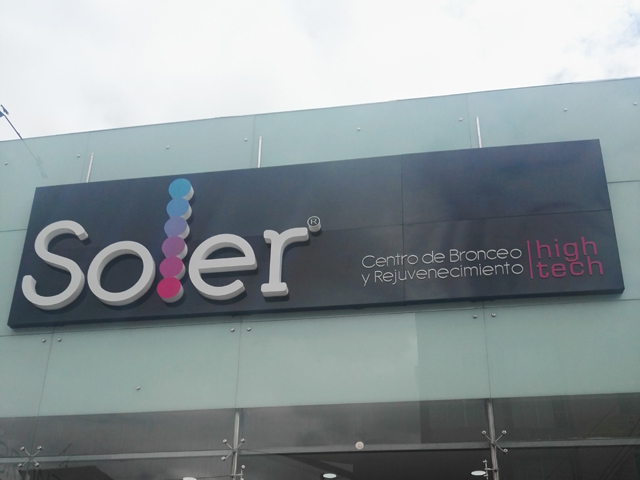 Soler®
Centro de Bronceo
y Rejuvenecimiento
high
tech